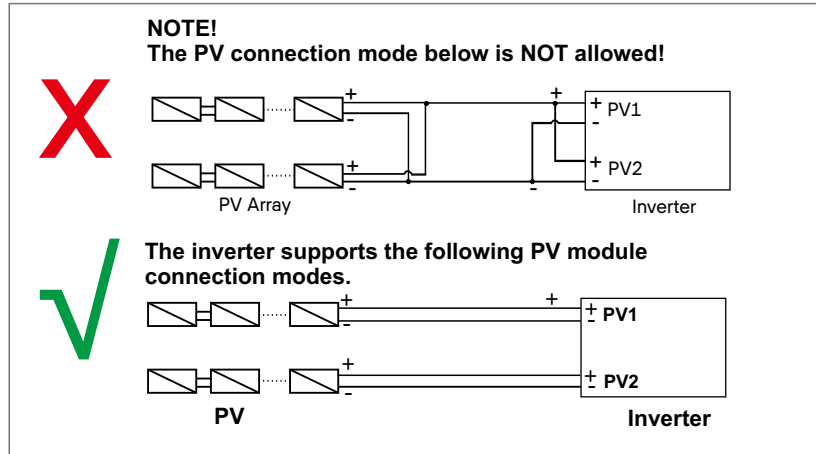 NOTE!
The PV connection mode below is NOT allowed!
X
+
-
+
-
PV Array
+
-
+ PV1
-
+ PV2
-
Inverter
The inverter supports the following PV module
connection modes.
+
-
+
-
PV
+
+ PV1
-
+ PV2
-
Inverter